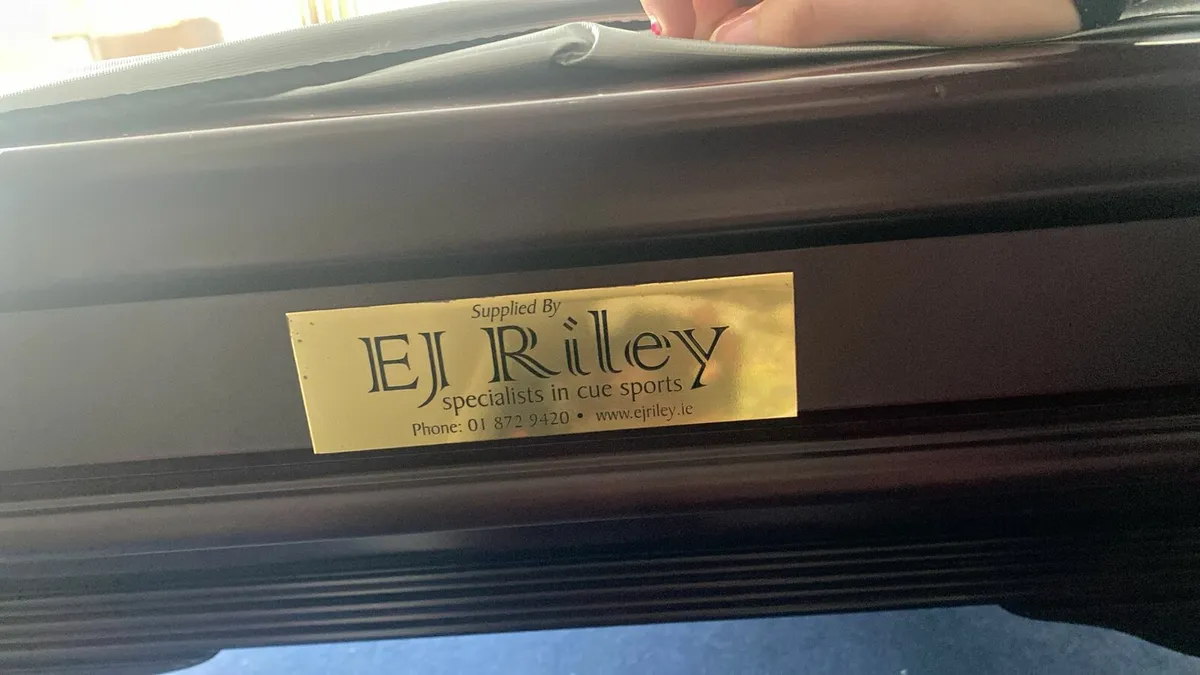 Supplied By
EJ Riley
specialists in cue sports
Phone: 01 872 9420 • www.ejriley.ie